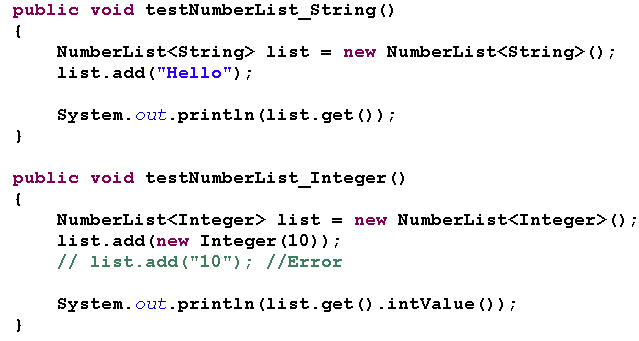 public void testNumberList_String()
{
    NumberList<String> list = new NumberList<String>();
    list.add("Hello");

    System.out.println(list.get());
}

public void testNumberList_Integer()
{
    NumberList<Integer> list = new NumberList<Integer>();
    list.add(new Integer(10));
    // list.add("10"); //Error

    System.out.println(list.get().intValue());
}